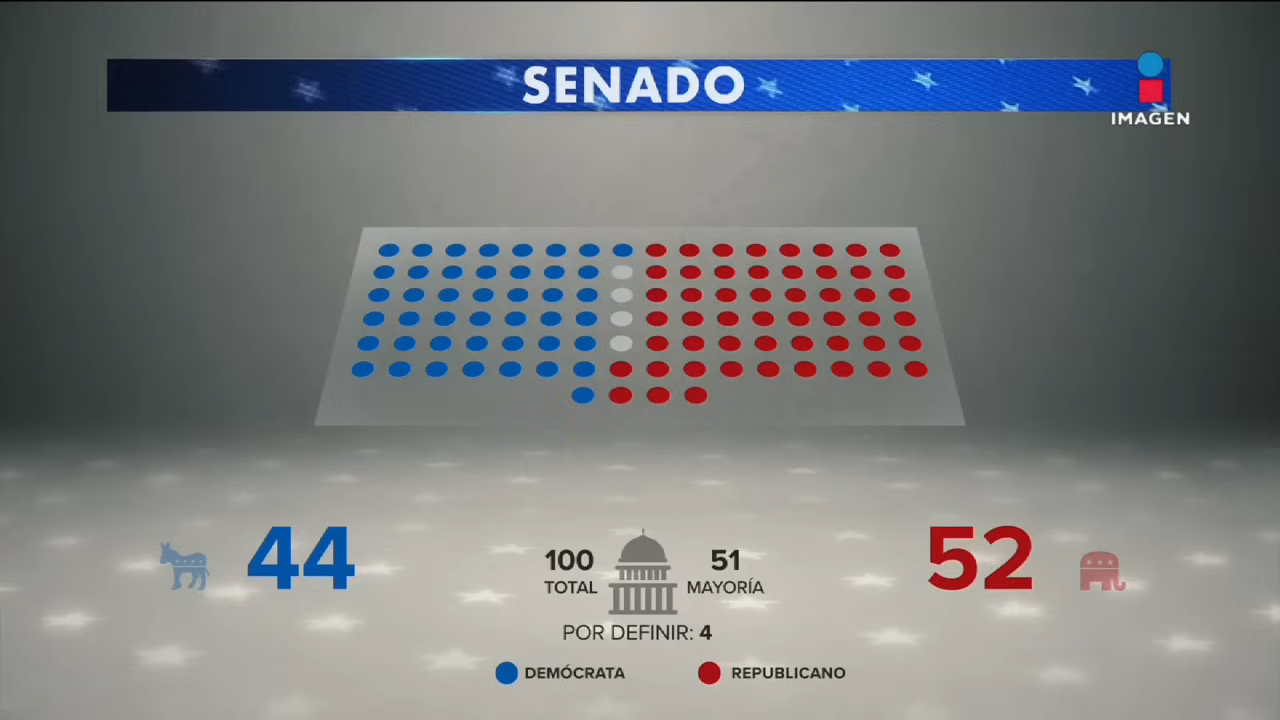 SENADO
IMAGEN
44
100
TOTAL
51
MAYORÍA
52
POR DEFINIR: 4
DEMÓCRATA
REPUBLICANO